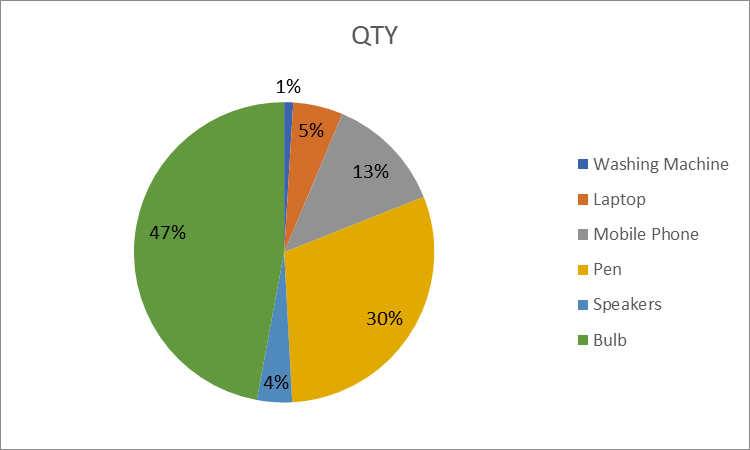 QTY
1%
5%
13%
47%
30%
4%
Washing Machine
Laptop
Mobile Phone
Pen
Speakers
Bulb